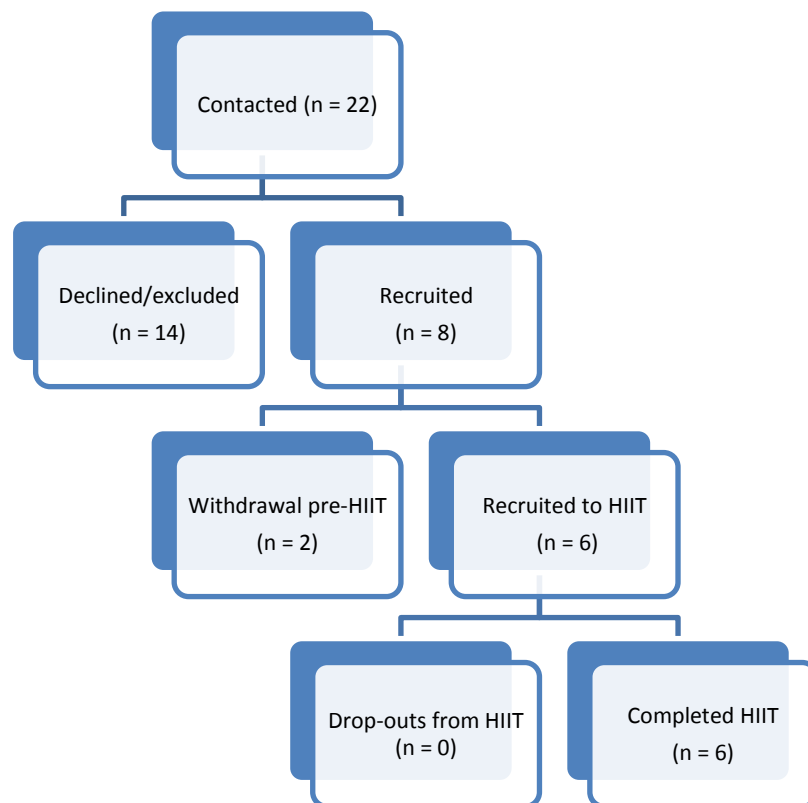 Contacted (n = 22)
Declined/excluded
(n = 14)
Recruited
(n = 8)
Withdrawal pre-HIIT
(n = 2)
Recruited to HIIT
(n = 6)
Drop-outs from HIIT
(n = 0)
Completed HIIT
(n = 6)